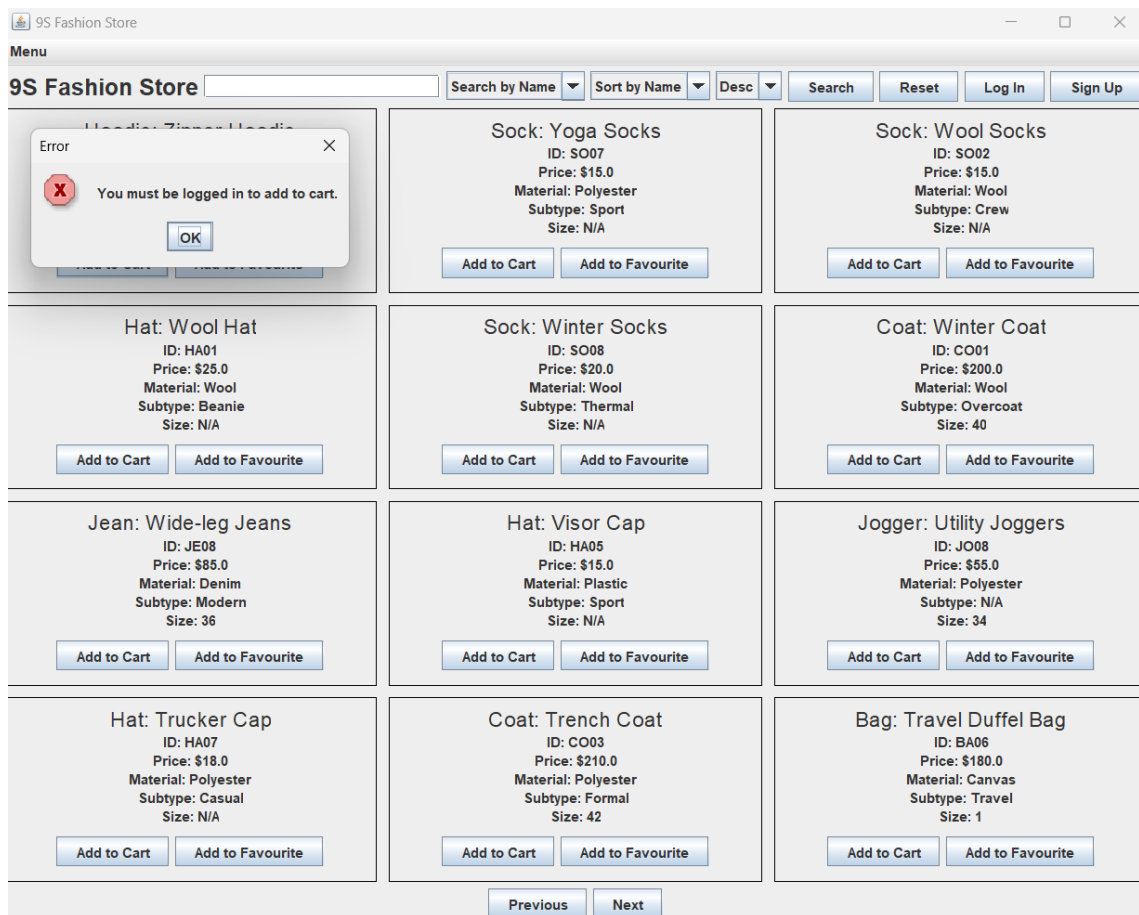 9S Fashion Store
Menu
9S Fashion Store Search by Name Sort by Name Desc Search Reset Log In Sign Up
Error
You must be logged in to add to cart.
OK
Hoodie: Zipper Hoodie
Add to Cart Add to Favourite
Sock: Yoga Socks
ID: SO07
Price: $15.0
Material: Polyester
Subtype: Sport
Size: N/A
Add to Cart Add to Favourite
Sock: Wool Socks
ID: SO02
Price: $15.0
Material: Wool
Subtype: Crew
Size: N/A
Add to Cart Add to Favourite
Hat: Wool Hat
ID: HA01
Price: $25.0
Material: Wool
Subtype: Beanie
Size: N/A
Add to Cart Add to Favourite
Sock: Winter Socks
ID: SO08
Price: $20.0
Material: Wool
Subtype: Thermal
Size: N/A
Add to Cart Add to Favourite
Coat: Winter Coat
ID: CO01
Price: $200.0
Material: Wool
Subtype: Overcoat
Size: 40
Add to Cart Add to Favourite
Jean: Wide-leg Jeans
ID: JE08
Price: $85.0
Material: Denim
Subtype: Modern
Size: 36
Add to Cart Add to Favourite
Hat: Visor Cap
ID: HA05
Price: $15.0
Material: Plastic
Subtype: Sport
Size: N/A
Add to Cart Add to Favourite
Jogger: Utility Joggers
ID: JO08
Price: $55.0
Material: Polyester
Subtype: N/A
Size: 34
Add to Cart Add to Favourite
Hat: Trucker Cap
ID: HA07
Price: $18.0
Material: Polyester
Subtype: Casual
Size: N/A
Add to Cart Add to Favourite
Coat: Trench Coat
ID: CO03
Price: $210.0
Material: Polyester
Subtype: Formal
Size: 42
Add to Cart Add to Favourite
Bag: Travel Duffel Bag
ID: BA06
Price: $180.0
Material: Canvas
Subtype: Travel
Size: 1
Add to Cart Add to Favourite
Previous Next